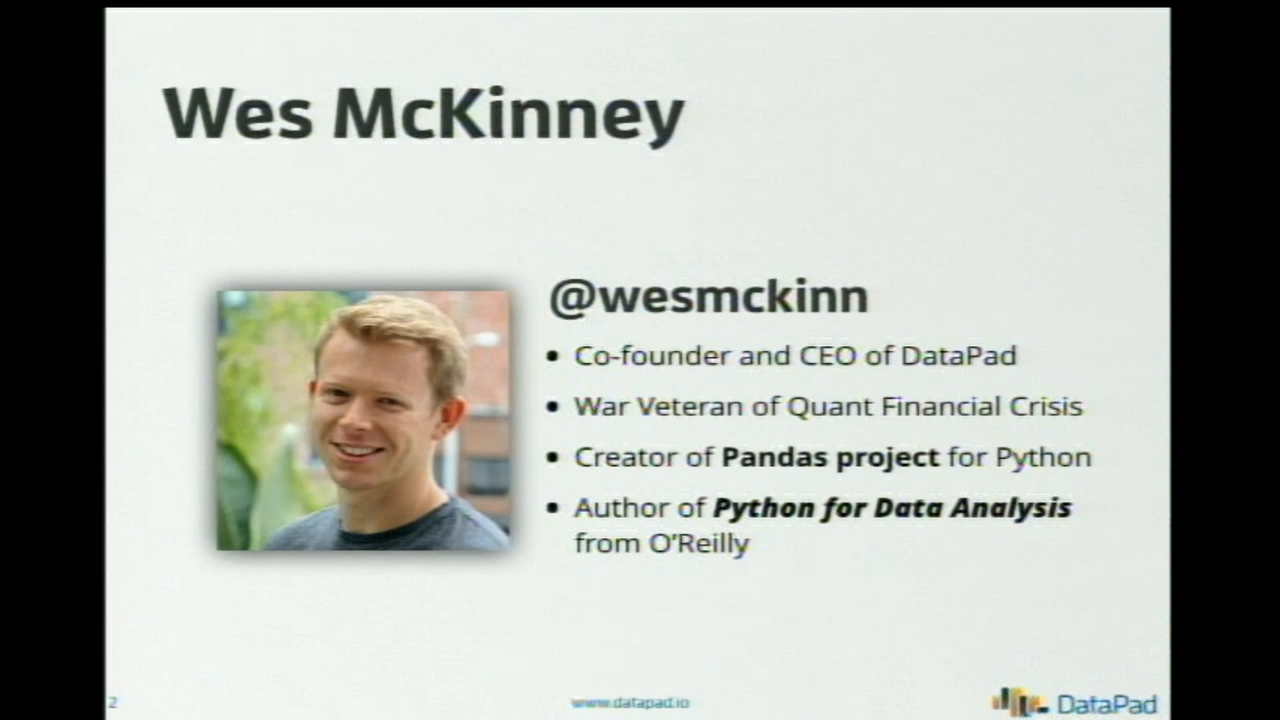 Wes McKinney
@wesmckinn
• Co-founder and CEO of DataPad
• War Veteran of Quant Financial Crisis
• Creator of Pandas project for Python
• Author of Python for Data Analysis
from O'Reilly
2
www.datapad.io
DataPad